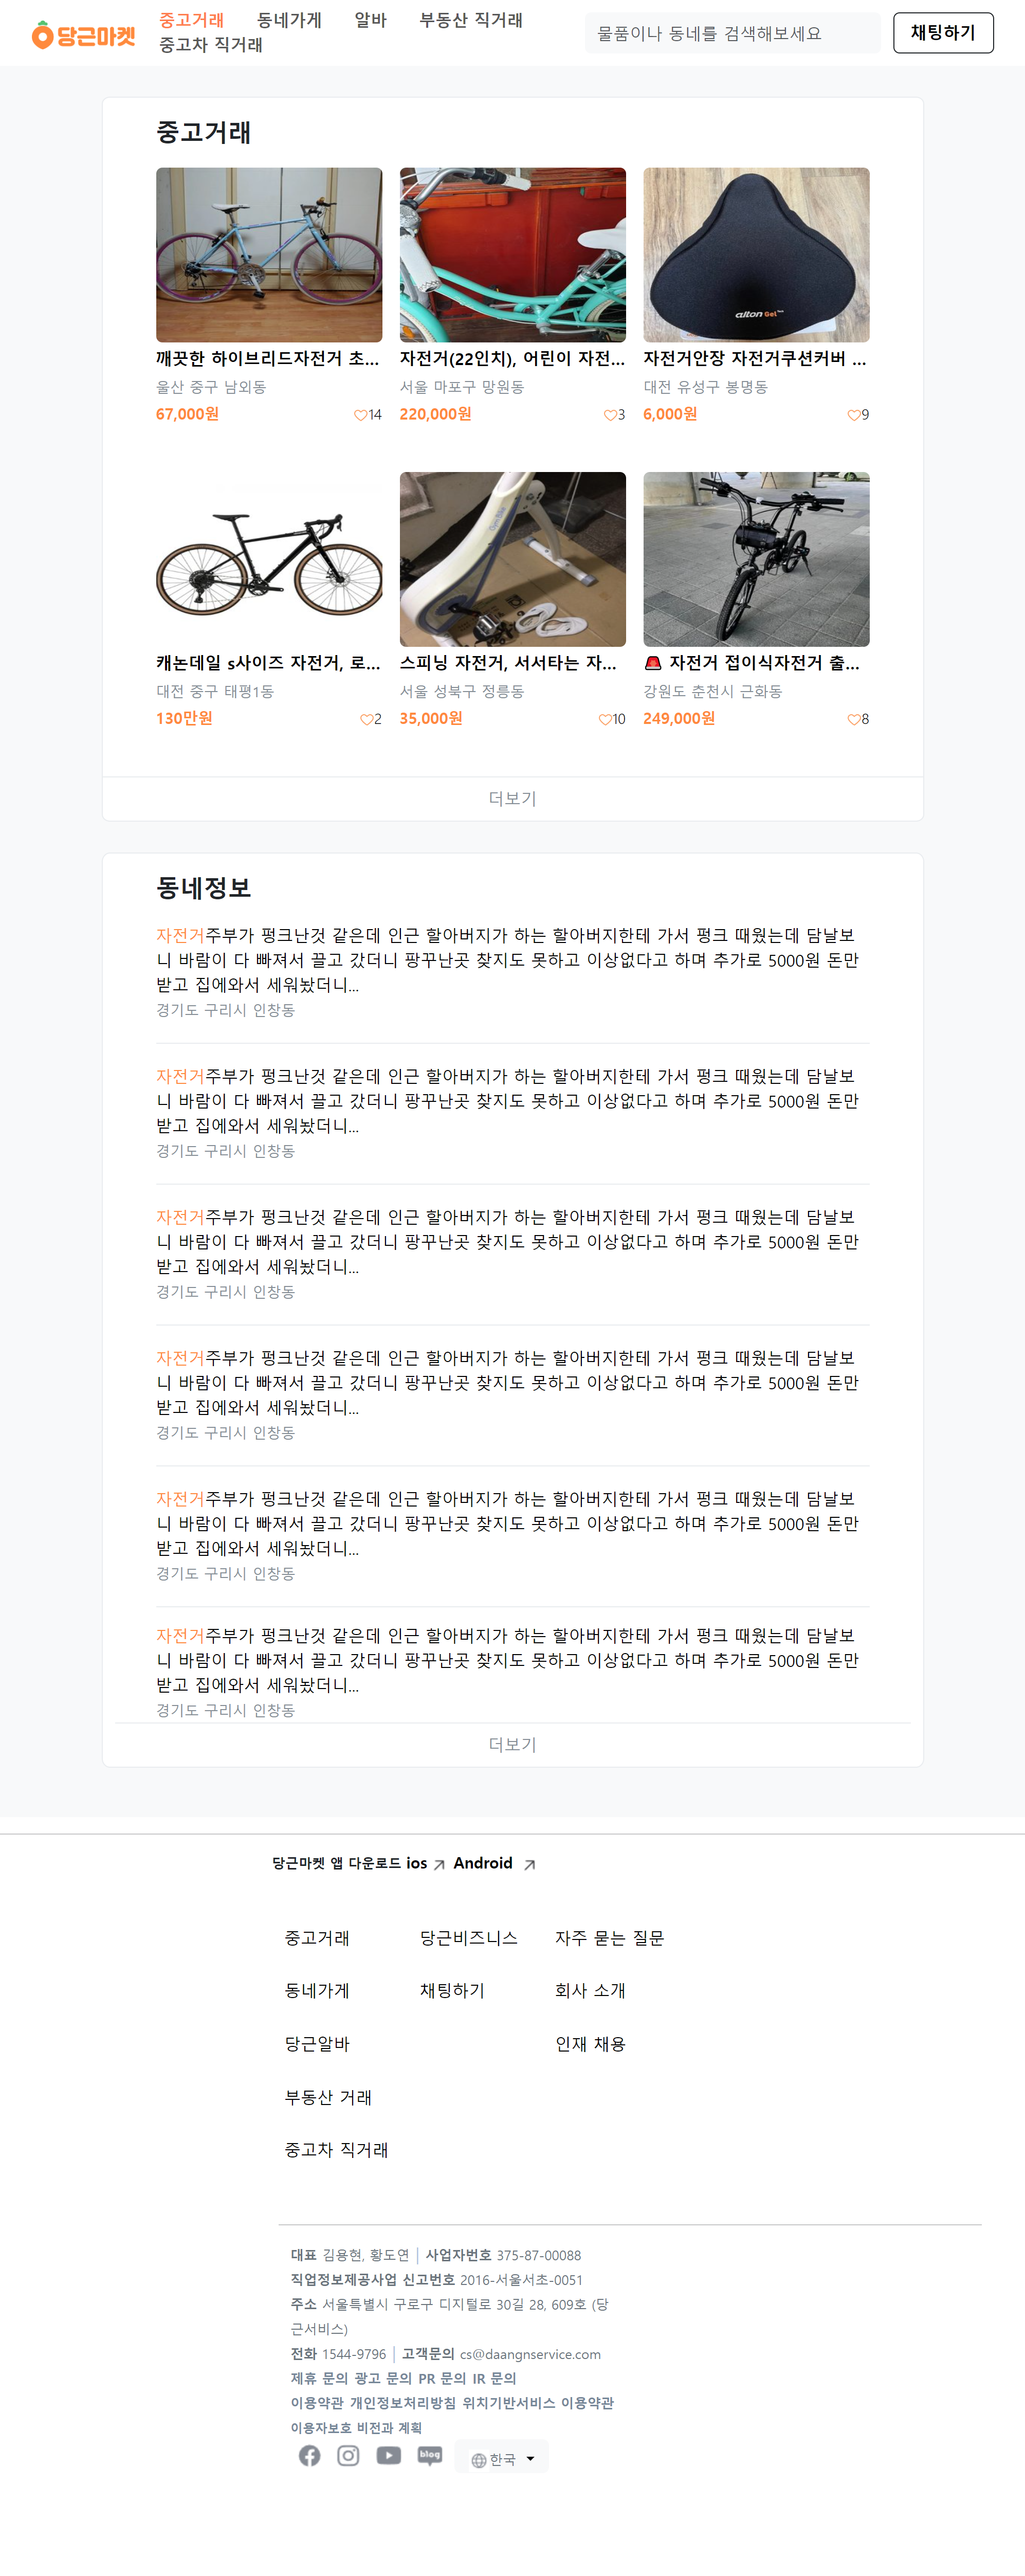 당근마켓
중고거래 동네가게 알바 부동산 직거래
중고차 직거래
물품이나 동네를 검색해보세요
채팅하기
중고거래
alton Gel Tech
깨끗한 하이브리드자전거 초...
자전거(22인치), 어린이 자전...
자전거안장 자전거쿠션커버 ...
울산 중구 남외동
서울 마포구 망원동
대전 유성구 봉명동
67,000원 14
220,000원 3
6,000원 9
캐논데일 s사이즈 자전거, 로...
스피닝 자전거, 서서타는 자...
🚨 자전거 접이식자전거 출...
대전 중구 태평1동
서울 성북구 정릉동
강원도 춘천시 근화동
130만원 2
35,000원 10
249,000원 8
더보기
동네정보
자전거주부가 펑크난것 같은데 인근 할아버지가 하는 할아버지한테 가서 펑크 때웠는데 담날보
니 바람이 다 빠져서 끌고 갔더니 팡꾸난곳 찾지도 못하고 이상없다고 하며 추가로 5000원 돈만
받고 집에와서 세워놨더니...
경기도 구리시 인창동
자전거주부가 펑크난것 같은데 인근 할아버지가 하는 할아버지한테 가서 펑크 때웠는데 담날보
니 바람이 다 빠져서 끌고 갔더니 팡꾸난곳 찾지도 못하고 이상없다고 하며 추가로 5000원 돈만
받고 집에와서 세워놨더니...
경기도 구리시 인창동
자전거주부가 펑크난것 같은데 인근 할아버지가 하는 할아버지한테 가서 펑크 때웠는데 담날보
니 바람이 다 빠져서 끌고 갔더니 팡꾸난곳 찾지도 못하고 이상없다고 하며 추가로 5000원 돈만
받고 집에와서 세워놨더니...
경기도 구리시 인창동
자전거주부가 펑크난것 같은데 인근 할아버지가 하는 할아버지한테 가서 펑크 때웠는데 담날보
니 바람이 다 빠져서 끌고 갔더니 팡꾸난곳 찾지도 못하고 이상없다고 하며 추가로 5000원 돈만
받고 집에와서 세워놨더니...
경기도 구리시 인창동
자전거주부가 펑크난것 같은데 인근 할아버지가 하는 할아버지한테 가서 펑크 때웠는데 담날보
니 바람이 다 빠져서 끌고 갔더니 팡꾸난곳 찾지도 못하고 이상없다고 하며 추가로 5000원 돈만
받고 집에와서 세워놨더니...
경기도 구리시 인창동
자전거주부가 펑크난것 같은데 인근 할아버지가 하는 할아버지한테 가서 펑크 때웠는데 담날보
니 바람이 다 빠져서 끌고 갔더니 팡꾸난곳 찾지도 못하고 이상없다고 하며 추가로 5000원 돈만
받고 집에와서 세워놨더니...
경기도 구리시 인창동
더보기
당근마켓 앱 다운로드 ios Android
중고거래 당근비즈니스 자주 묻는 질문
동네가게 채팅하기 회사 소개
당근알바 인재 채용
부동산 거래
중고차 직거래
대표 김용현, 황도연 │ 사업자번호 375-87-00088
직업정보제공사업 신고번호 2016-서울서초-0051
주소 서울특별시 구로구 디지털로 30길 28, 609호 (당
근서비스)
전화 1544-9796 │ 고객문의 cs@daangnservice.com
제휴 문의 광고 문의 PR 문의 IR 문의
이용약관 개인정보처리방침 위치기반서비스 이용약관
이용자보호 비전과 계획
blog 한국